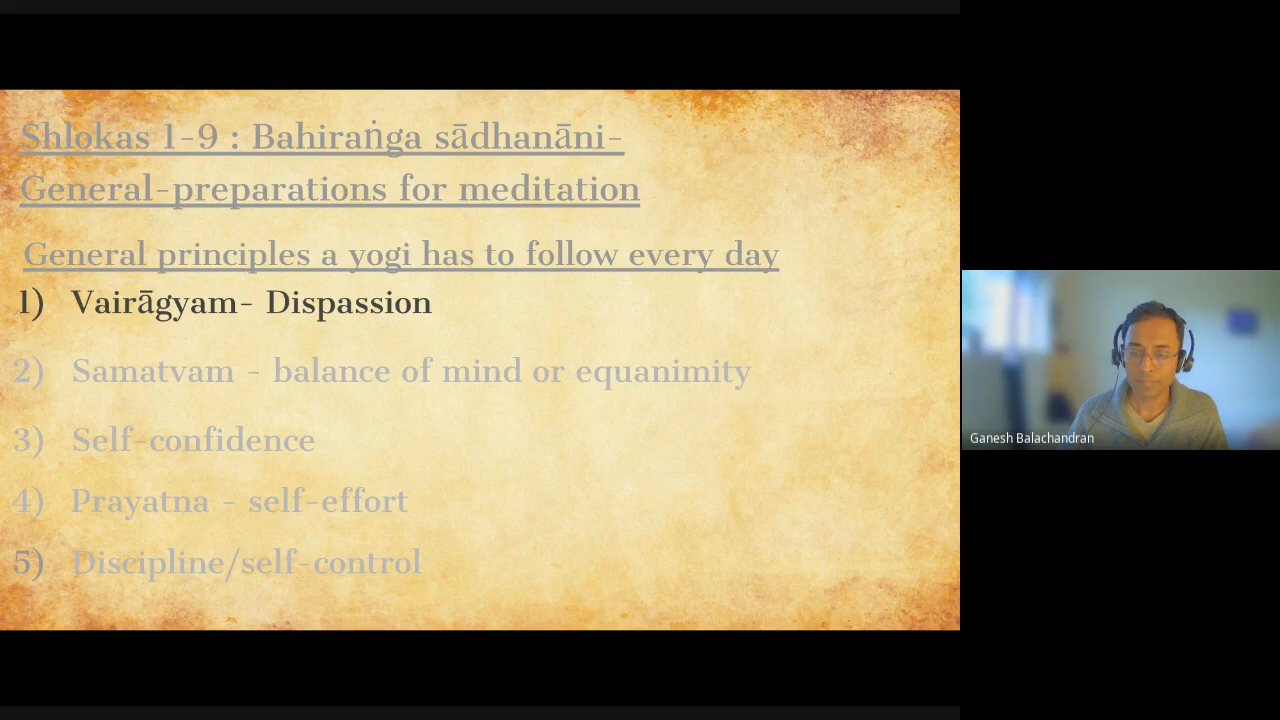 Shlokas 1-9 : Bahiraṅga sādhanāni-
General-preparations for meditation
General principles a yogi has to follow every day
1) Vairāgyam- Dispassion
2) Samatvam - balance of mind or equanimity
3) Self-confidence
4) Prayatna - self-effort
5) Discipline/self-control
Ganesh Balachandran